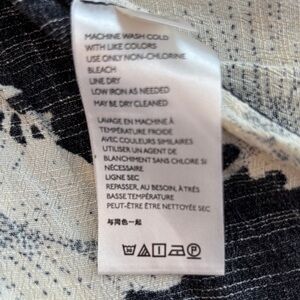 MACHINE WASH COLD
WITH LIKE COLORS
USE ONLY NON-CHLORINE
BLEACH
LINE DRY
LOW IRON AS NEEDED
MAY BE DRY CLEANED
LAVAGE EN MACHINE À
TEMPÉRATURE FROIDE
AVEC COULEURS SIMILAIRES
UTILISER UN AGENT DE
BLANCHIMENT SANS CHLORE SI
NÉCESSAIRE
LIGNE SEC
REPASSER, AU BESOIN, À TRÈS
BASSE TEMPÉRATURE
PEUT-ÊTRE ÊTRE NETTOYÉE SEC
与同色一起